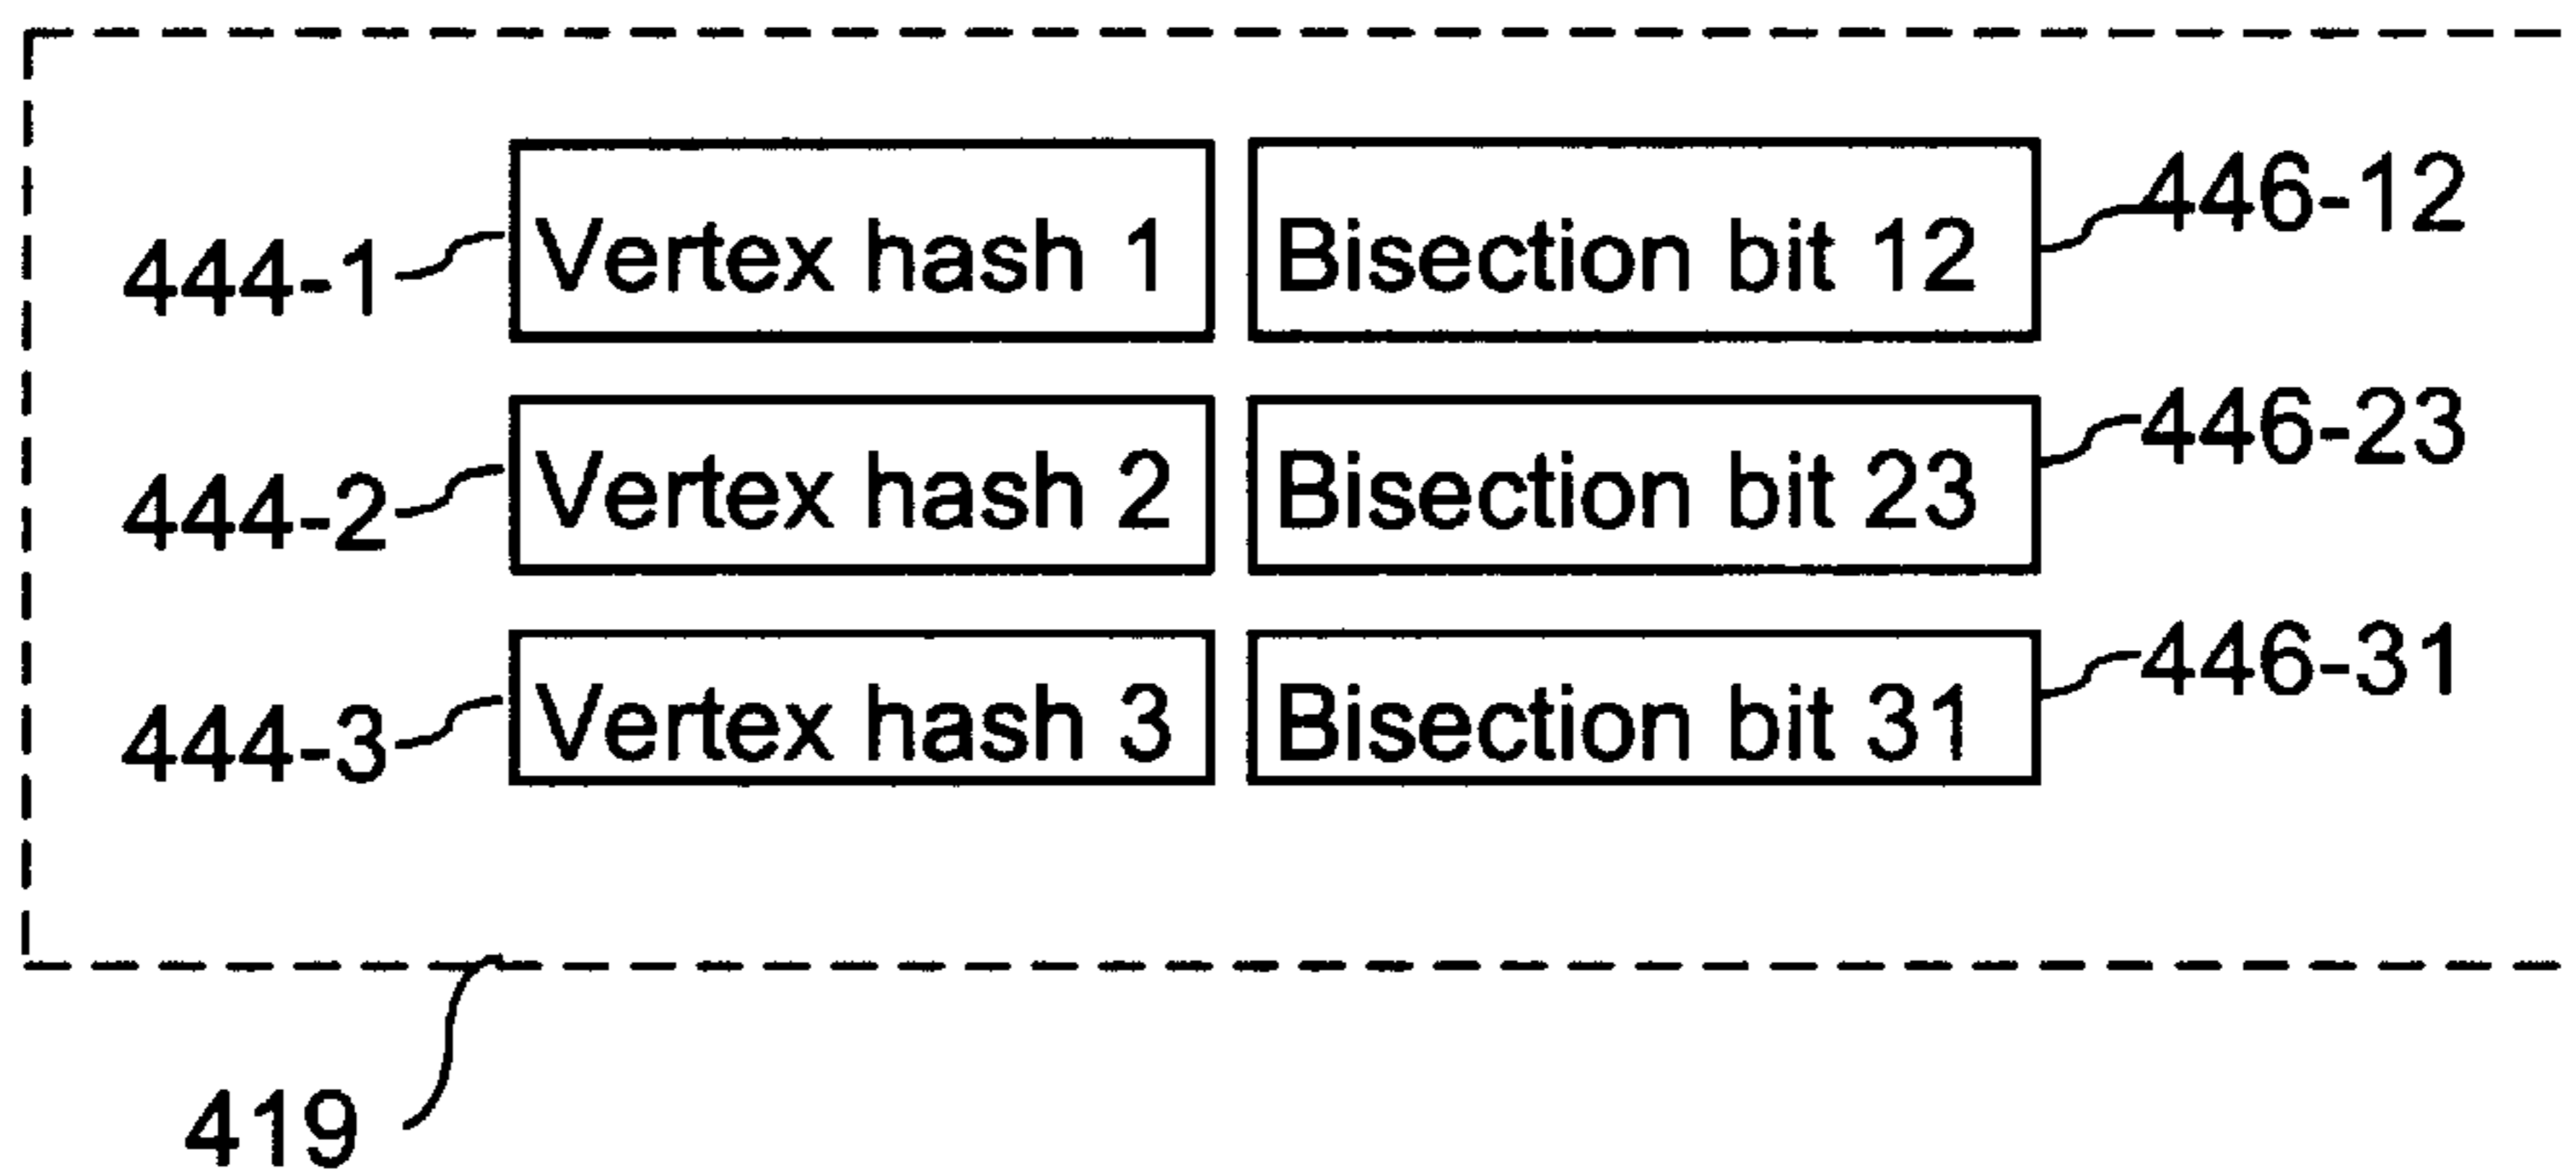 444-1 Vertex hash 1 Bisection bit 12 446-12
444-2 Vertex hash 2 Bisection bit 23 446-23
444-3 Vertex hash 3 Bisection bit 31 446-31
419